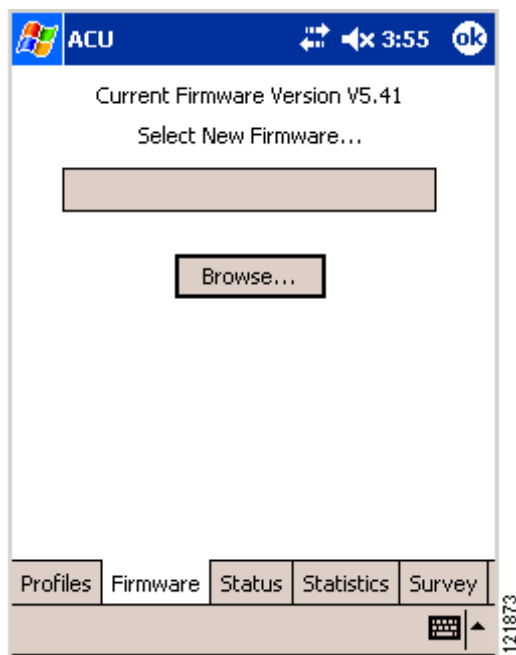 ACU 3:55 ok
Current Firmware Version V5.41
Select New Firmware...
Browse...
Profiles Firmware Status Statistics Survey
121873